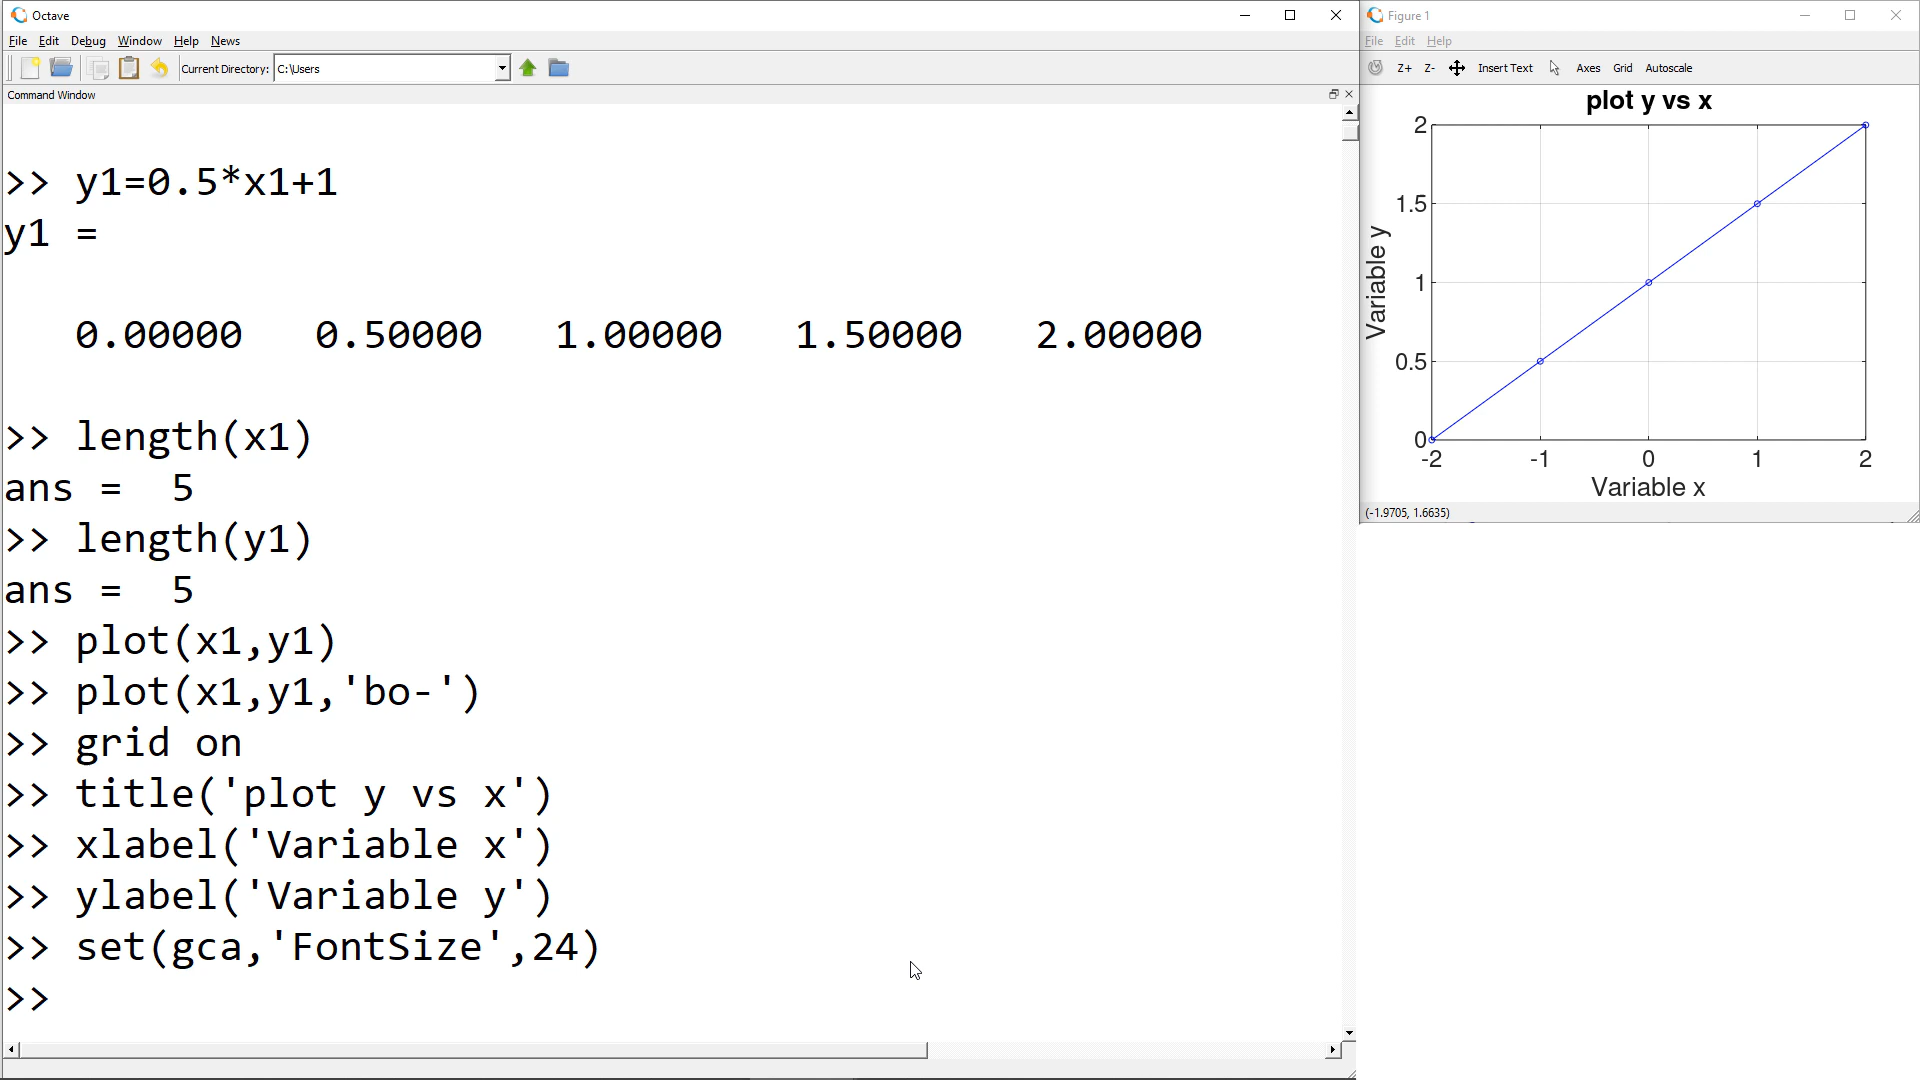 Octave
File Edit Debug Window Help News
Current Directory: C:\Users
Command Window
>> y1=0.5*x1+1
y1 =
0.00000 0.50000 1.00000 1.50000 2.00000
>> length(x1)
ans = 5
>> length(y1)
ans = 5
>> plot(x1,y1)
>> plot(x1,y1,'bo-')
>> grid on
>> title('plot y vs x')
>> xlabel('Variable x')
>> ylabel('Variable y')
>> set(gca,'FontSize',24)
>>
Figure 1
File Edit Help
Z+ Z- Insert Text Axes Grid Autoscale
plot y vs x
2
1.5
1
0.5
0
Variable y
-2 -1 0 1 2
Variable x
(-1.9705, 1.6635)